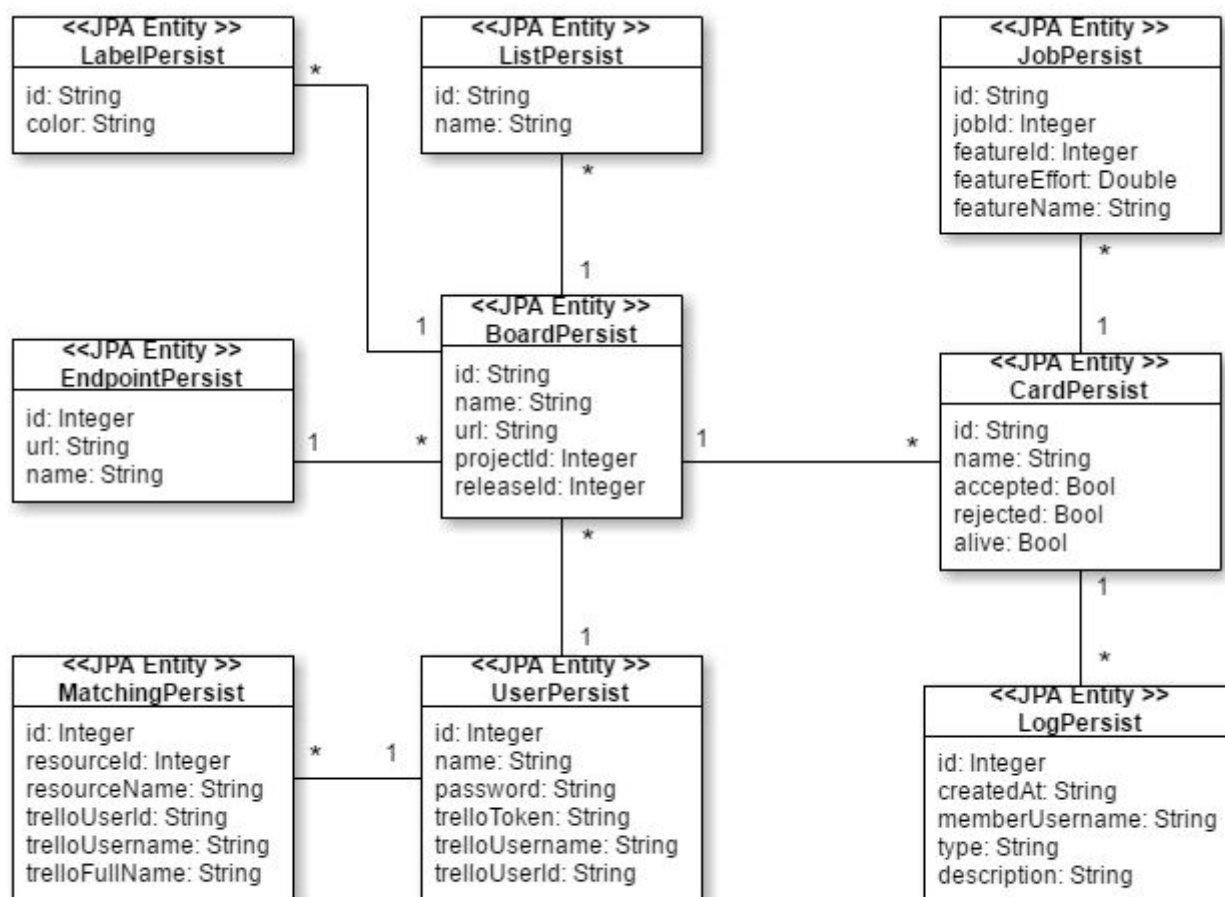 <<JPA Entity >>
LabelPersist
id: String
color: String
*
<<JPA Entity >>
ListPersist
id: String
name: String
*
1
<<JPA Entity >>
JobPersist
id: String
jobId: Integer
featureId: Integer
featureEffort: Double
featureName: String
*
1
1
<<JPA Entity >>
BoardPersist
id: String
name: String
url: String
projectId: Integer
releaseId: Integer
<<JPA Entity >>
EndpointPersist
id: Integer
url: String
name: String
1
*
1
*
<<JPA Entity >>
CardPersist
id: String
name: String
accepted: Bool
rejected: Bool
alive: Bool
*
1
1
*
<<JPA Entity >>
MatchingPersist
id: Integer
resourceId: Integer
resourceName: String
trelloUserId: String
trelloUsername: String
trelloFullName: String
*
1
<<JPA Entity >>
UserPersist
id: Integer
name: String
password: String
trelloToken: String
trelloUsername: String
trelloUserId: String
<<JPA Entity >>
LogPersist
id: Integer
createdAt: String
memberUsername: String
type: String
description: String